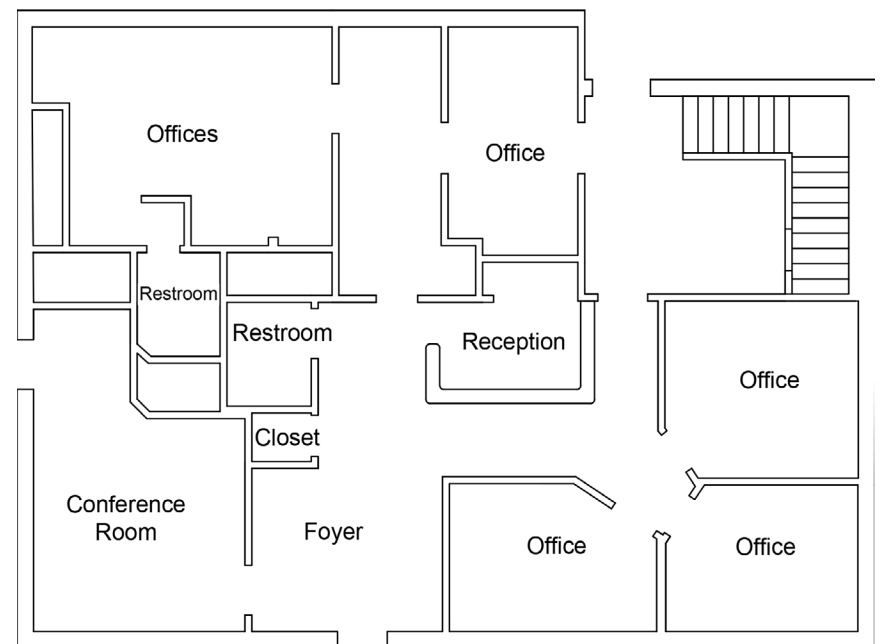 Offices
Office
Restroom
Restroom
Reception
Office
Closet
Conference
Room
Foyer
Office
Office